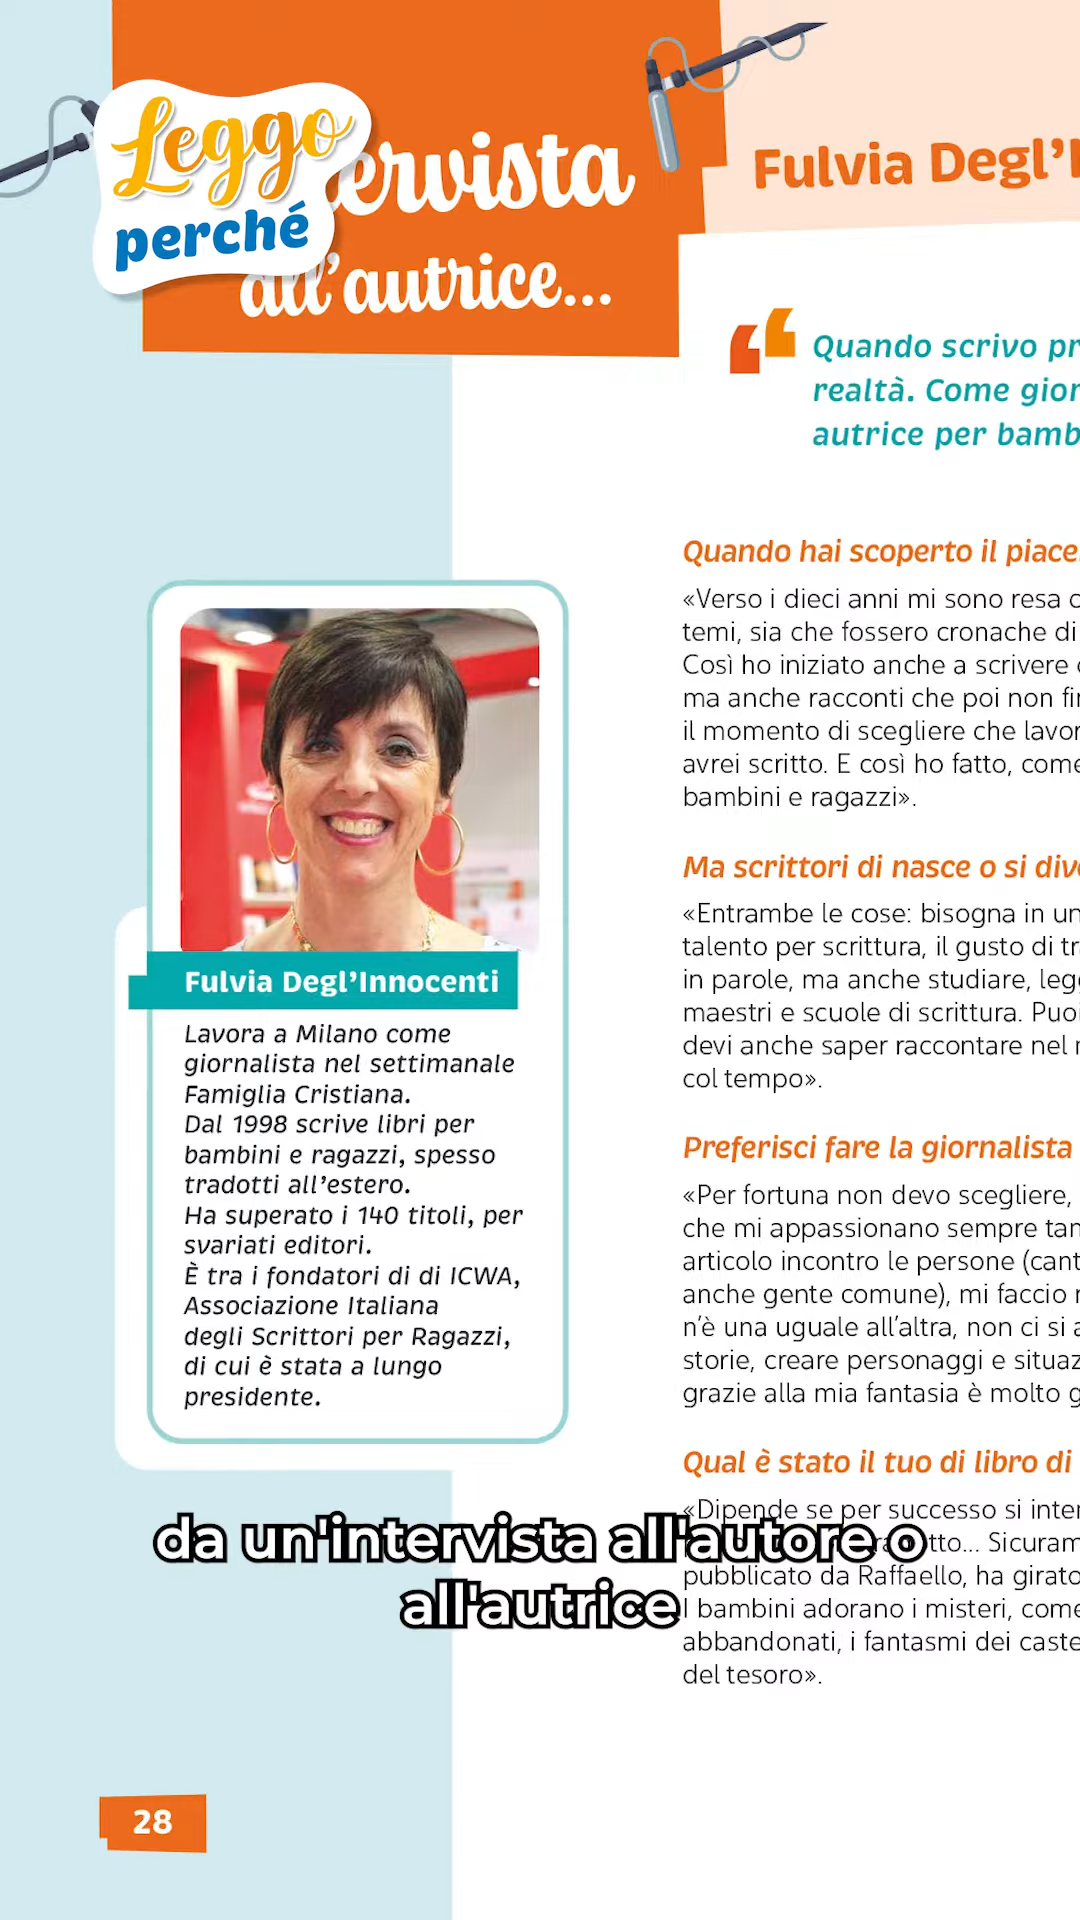 Leggo
perché
ervista
all'autrice...
Fulvia Degl'I
Quando scrivo pr
realtà. Come gior
autrice per bamb
Quando hai scoperto il piace
«Verso i dieci anni mi sono resa c
temi, sia che fossero cronache di
Così ho iniziato anche a scrivere
ma anche racconti che poi non fi
il momento di scegliere che lavor
avrei scritto. E così ho fatto, come
bambini e ragazzi».
Ma scrittori di nasce o si dive
«Entrambe le cose: bisogna in un
talento per scrittura, il gusto di tr
in parole, ma anche studiare, legg
maestri e scuole di scrittura. Puoi
devi anche saper raccontare nel
col tempo».
Preferisci fare la giornalista
«Per fortuna non devo scegliere,
che mi appassionano sempre tan
articolo incontro le persone (cant
anche gente comune), mi faccio
n'è una uguale all'altra, non ci si a
storie, creare personaggi e situaz
grazie alla mia fantasia è molto g
Qual è stato il tuo di libro di
«Dipende se per successo si inter
tto... Sicuram
pubblicato da Raffaello, ha girato
I bambini adorano i misteri, come
abbandonati, i fantasmi dei caste
del tesoro».
Fulvia Degl'Innocenti
Lavora a Milano come
giornalista nel settimanale
Famiglia Cristiana.
Dal 1998 scrive libri per
bambini e ragazzi, spesso
tradotti all'estero.
Ha superato i 140 titoli, per
svariati editori.
È tra i fondatori di di ICWA,
Associazione Italiana
degli Scrittori per Ragazzi,
di cui è stata a lungo
presidente.
da un'intervista all'autore o
all'autrice
28